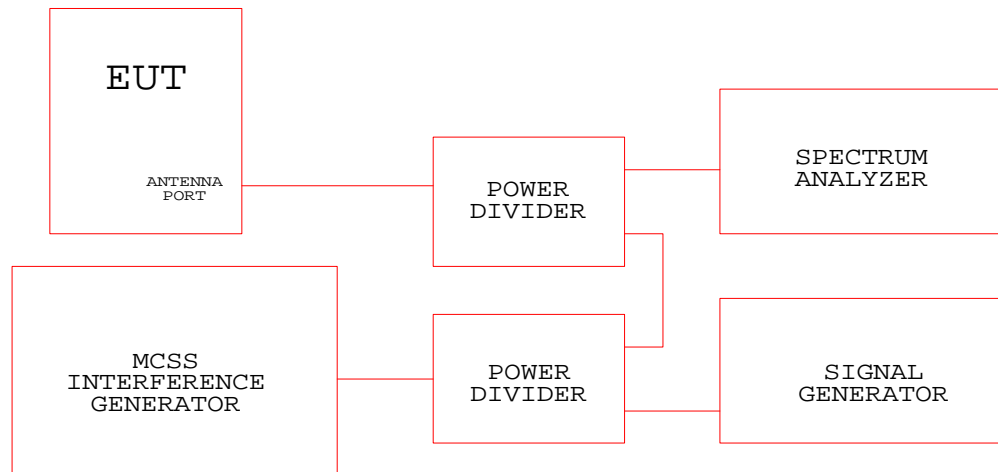 EUT
ANTENNA
PORT
POWER
DIVIDER
SPECTRUM
ANALYZER
MCSS
INTERFERENCE
GENERATOR
POWER
DIVIDER
SIGNAL
GENERATOR